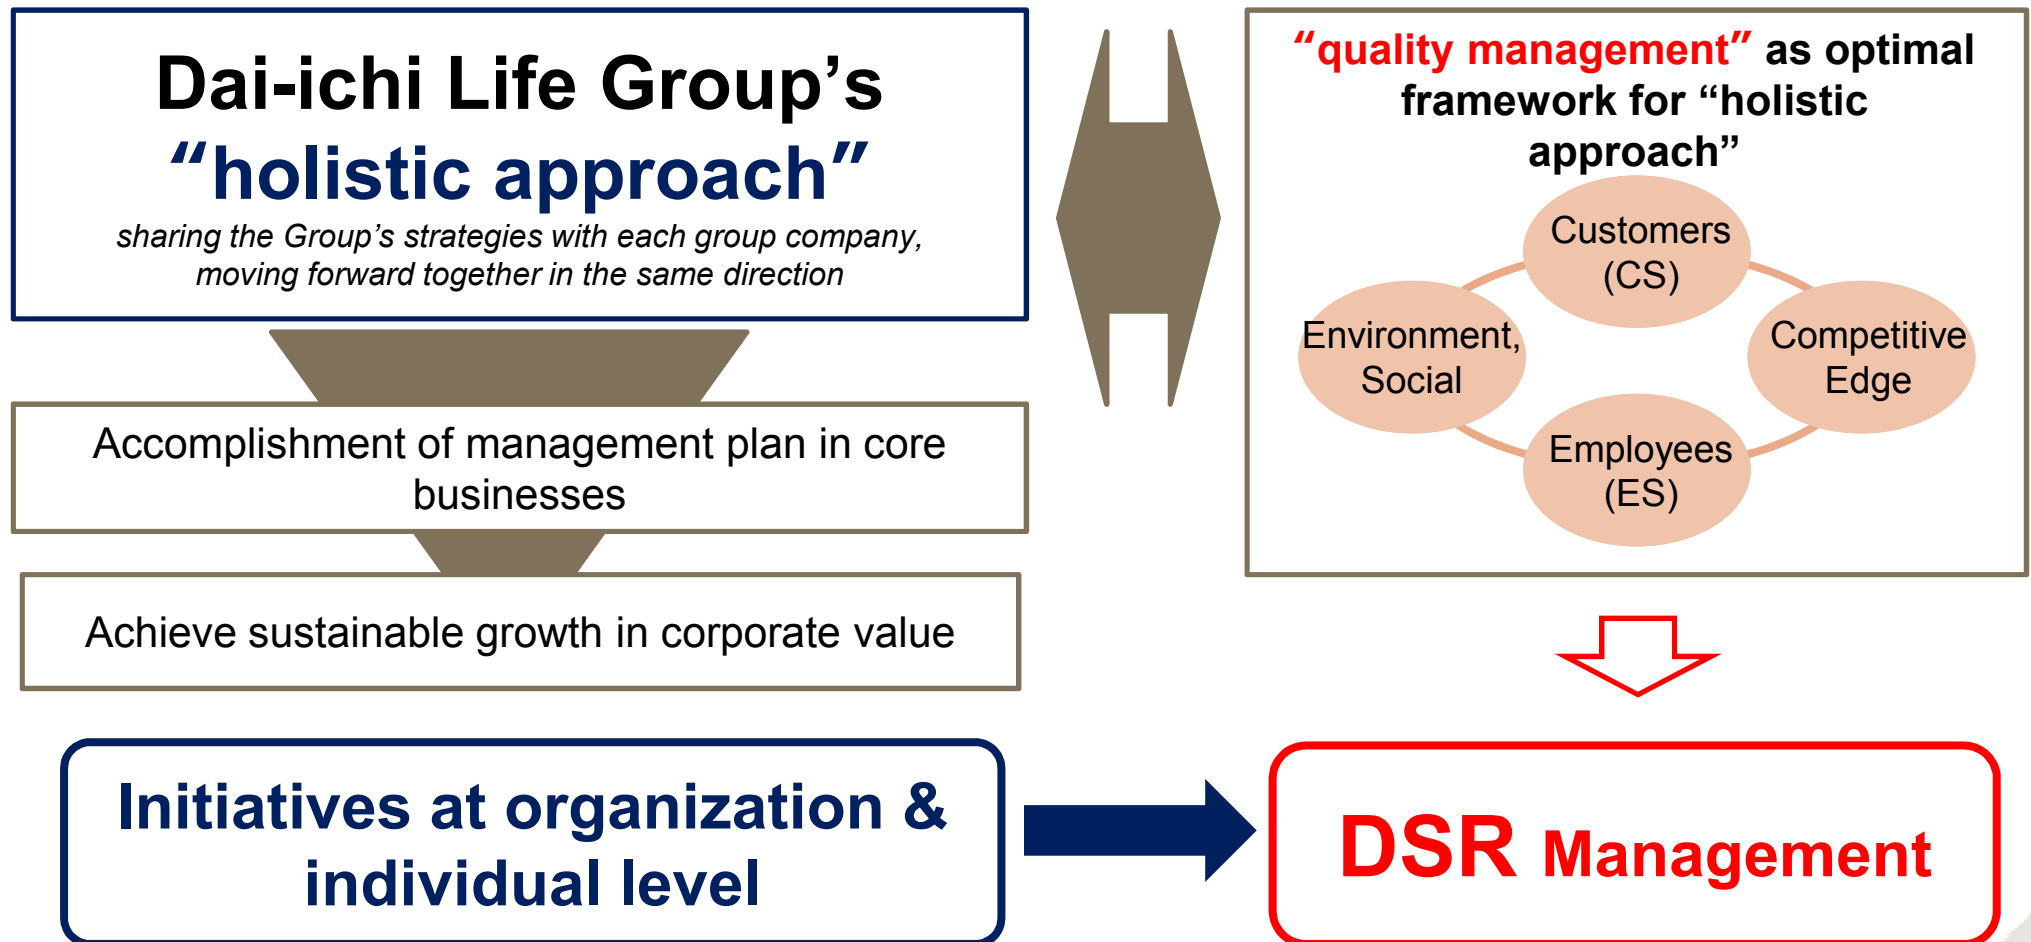 Dai-ichi Life Group’s
“holistic approach”
sharing the Group’s strategies with each group company,
moving forward together in the same direction
Accomplishment of management plan in core
businesses
Achieve sustainable growth in corporate value
Initiatives at organization &
individual level
“quality management” as optimal
framework for “holistic
approach”
Customers
(CS)
Environment,
Social
Competitive
Edge
Employees
(ES)
DSR Management